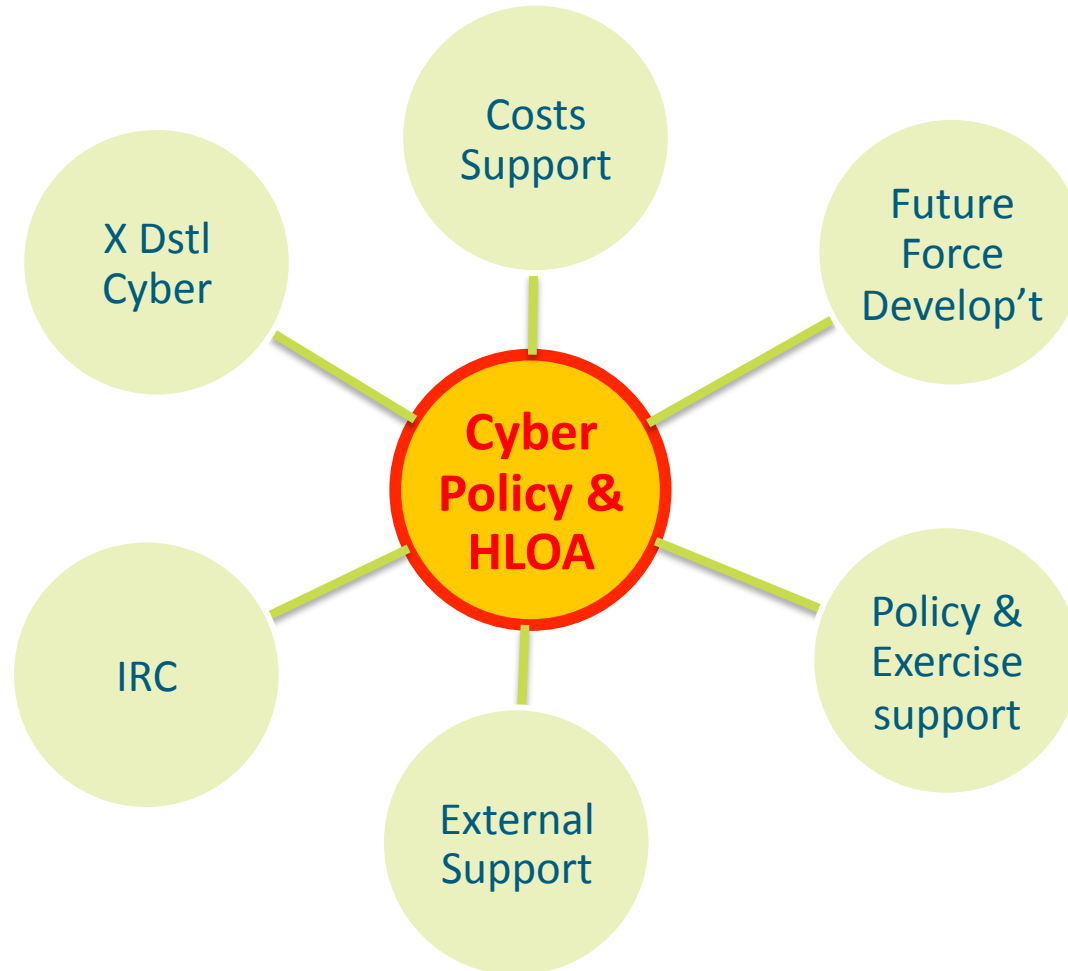 Costs
Support
X Dstl
Cyber
Future
Force
Develop’t
Cyber
Policy &
HLOA
IRC
Policy &
Exercise
support
External
Support